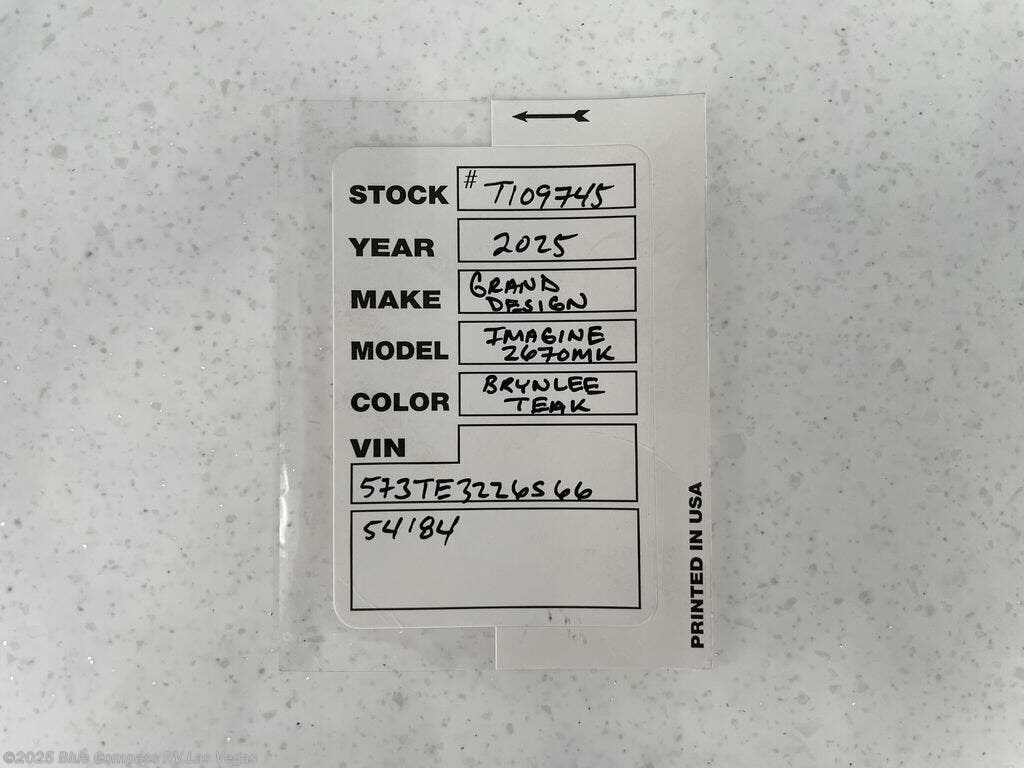 STOCK # T109745
YEAR 2025
MAKE GRAND
DESIGN
MODEL IMAGINE
2670MK
COLOR BRYNLEE
TEAK
VIN
573TE3226S66
54184
PRINTED IN USA
©2025 Blue Compass RV Las Vegas